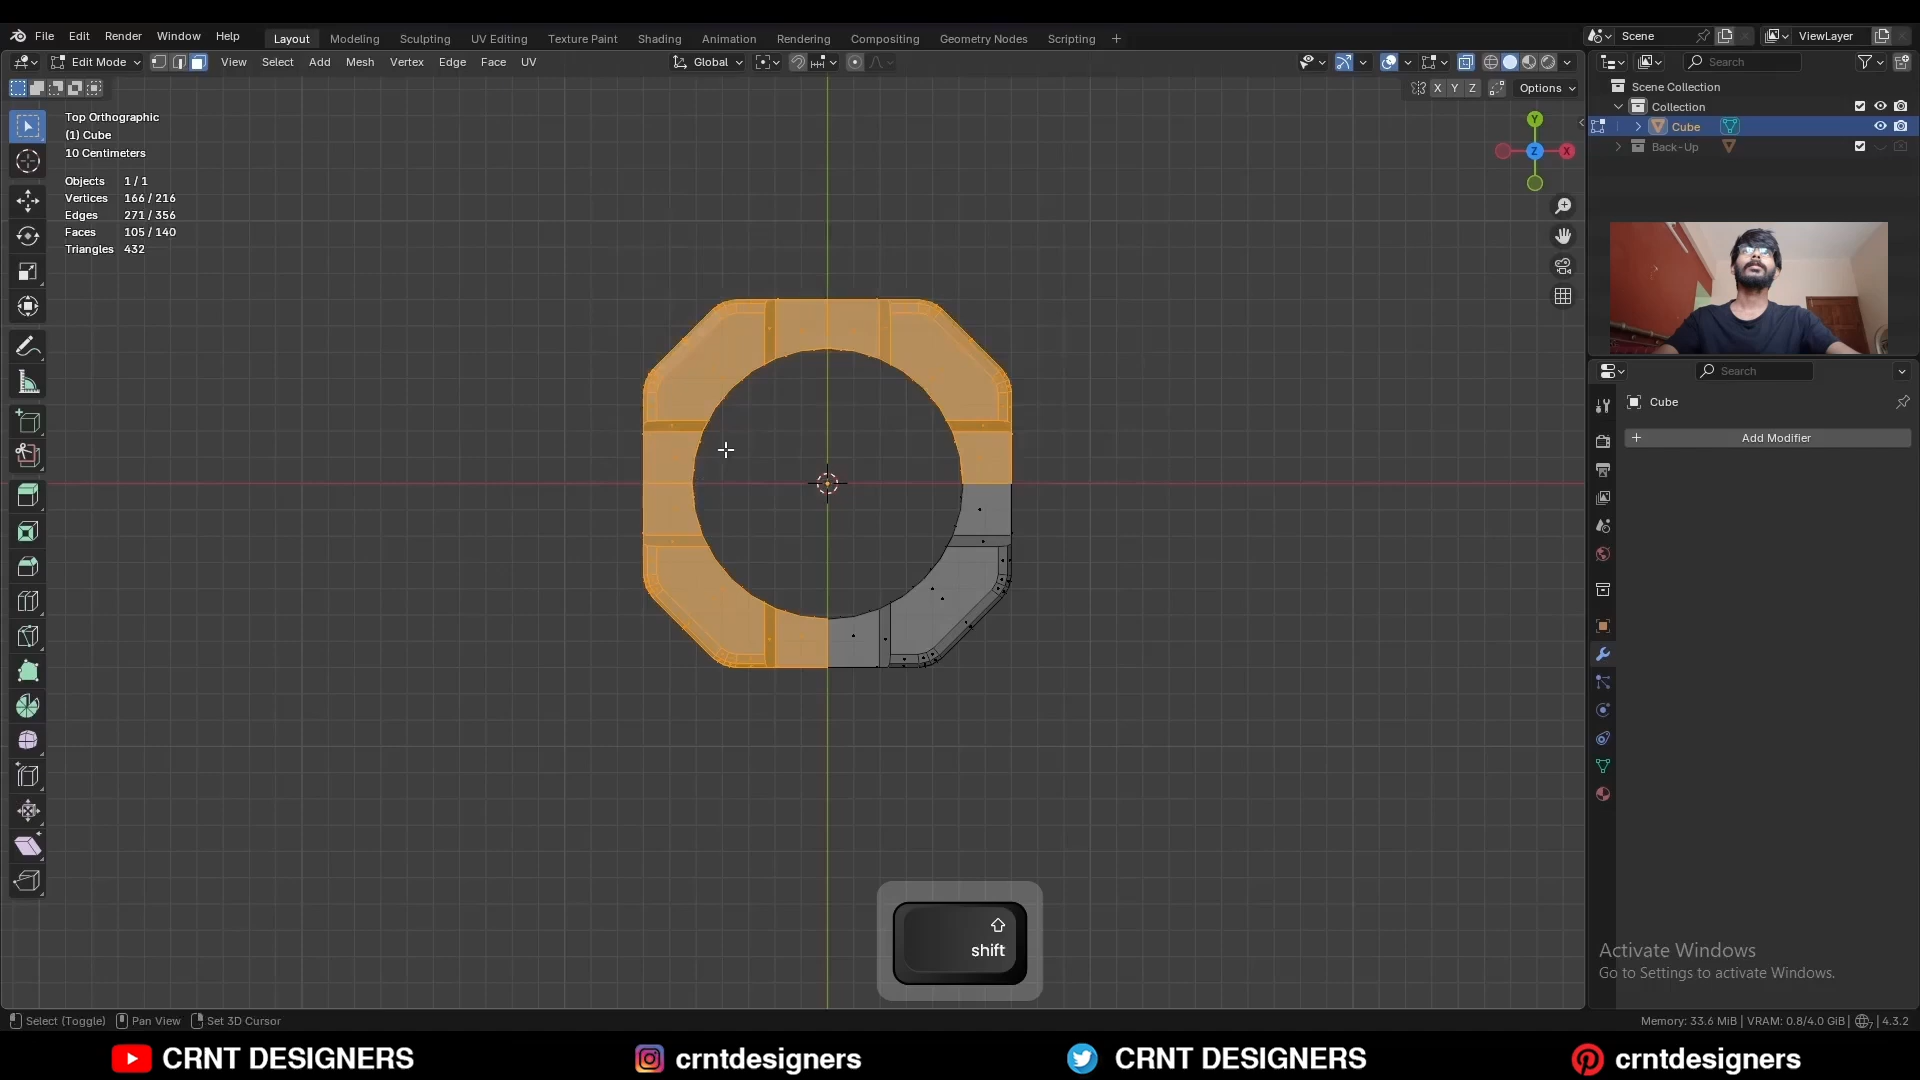 File Edit Render Window Help Layout Modeling Sculpting UV Editing Texture Paint Shading Animation Rendering Compositing Geometry Nodes Scripting + Scene ViewLayer
Edit Mode View Select Add Mesh Vertex Edge Face UV Global Search
X Y Z Options
Scene Collection
Collection
Cube
Back-Up
Top Orthographic
(1) Cube
10 Centimeters
Objects 1 / 1
Vertices 166 / 216
Edges 271 / 356
Faces 105 / 140
Triangles 432
Y
Z X
Search
Cube
+ Add Modifier
shift
Activate Windows
Go to Settings to activate Windows.
Select (Toggle) Pan View Set 3D Cursor Memory: 33.6 MiB | VRAM: 0.8/4.0 GiB | 7 | 4.3.2
CRNT DESIGNERS crntdesigners CRNT DESIGNERS crntdesigners